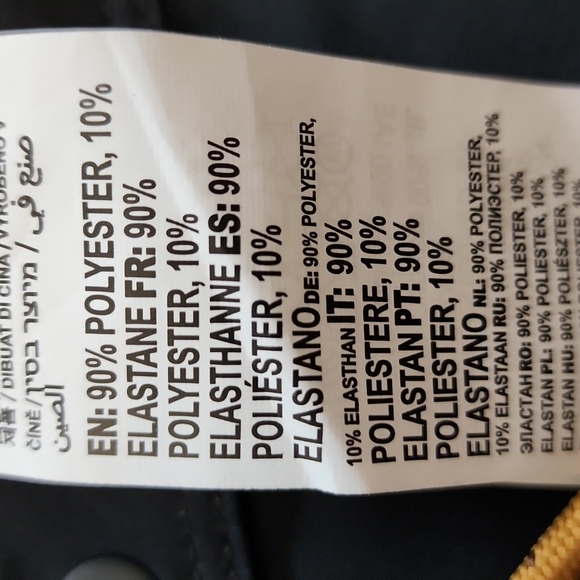 / DIBUAT DI CINA /
CINĚ / מיוצר בסין / صنع في
الصين
EN: 90% POLYESTER, 10%
ELASTANE FR: 90%
POLYESTER, 10%
ELASTHANNE ES: 90%
POLIÉSTER, 10%
ELASTANO DE: 90% POLYESTER,
10% ELASTHAN IT: 90%
POLIESTERE, 10%
ELASTAN PT: 90%
POLIESTER, 10%
ELASTANO NL: 90% POLYESTER,
10% ELASTAAN RU: 90% ПОЛИЭСТЕР, 10%
ЭЛАСТАН RO: 90% POLIESTER, 10%
ELASTAN PL: 90% POLIESTER, 10%
ELASTAN HU: 90% POLIÉSZTER, 10%